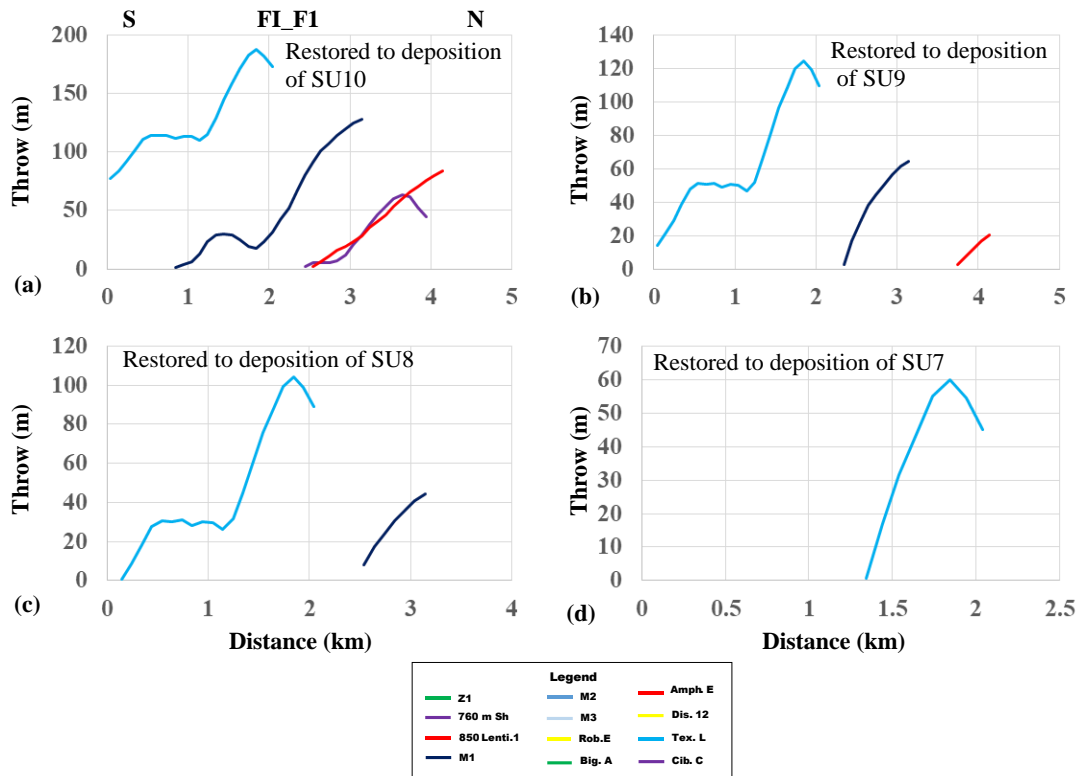 S FI_F1 N
200
150
100
50
0
Throw (m)
Restored to deposition
of SU10
(a)
0 1 2 3 4 5
140
120
100
80
60
40
20
0
Throw (m)
Restored to deposition
of SU9
(b)
0 1 2 3 4 5
120
100
80
60
40
20
0
Throw (m)
Restored to deposition of SU8
(c)
0 1 2 3 4
Distance (km)
70
60
50
40
30
20
10
0
Throw (m)
Restored to deposition of SU7
(d)
0 0.5 1 1.5 2 2.5
Distance (km)
Legend
Z1
760 m Sh
850 Lenti.1
M1
M2
M3
Rob.E
Big. A
Amph. E
Dis. 12
Tex. L
Cib. C